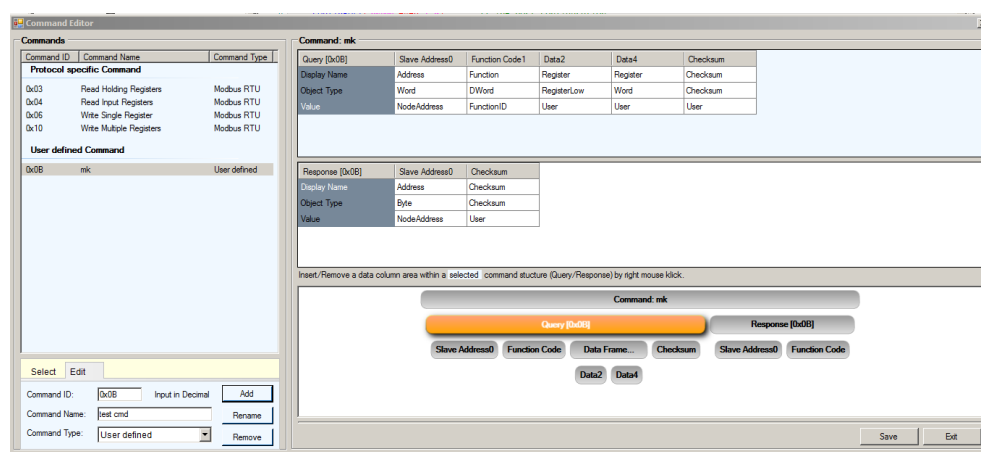 Command Editor
Commands
Command ID Command Name Command Type
Protocol specific Command
0x03 Read Holding Registers Modbus RTU
0x04 Read Input Registers Modbus RTU
0x06 Write Single Register Modbus RTU
0x10 Write Multiple Registers Modbus RTU
User defined Command
0x0B mk User defined
Select Edit
Command ID: 0x0B Input in Decimal Add
Command Name: test cmd Rename
Command Type: User defined Remove
Command: mk
Query [0x0B] Slave Address0 Function Code1 Data2 Data4 Checksum
Display Name Address Function Register Register Checksum
Object Type Word DWord RegisterLow Word Checksum
Value NodeAddress FunctionID User User User
Response [0x0B] Slave Address0 Checksum
Display Name Address Checksum
Object Type Byte Checksum
Value NodeAddress User
Insert/Remove a data column area within a selected command stucture (Query/Response) by right mouse klick.
Command: mk
Query [0x0B] Response [0x0B]
Slave Address0 Function Code Data Frame... Checksum Slave Address0 Function Code
Data2 Data4
Save Exit